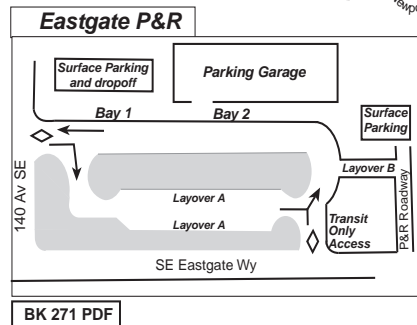 Eastgate P&R
Surface Parking
and dropoff
Parking Garage
Bay 1
Bay 2
Surface
Parking
Layover B
Layover A
Layover A
140 Av SE
P&R Roadway
Transit
Only
Access
SE Eastgate Wy
BK 271 PDF